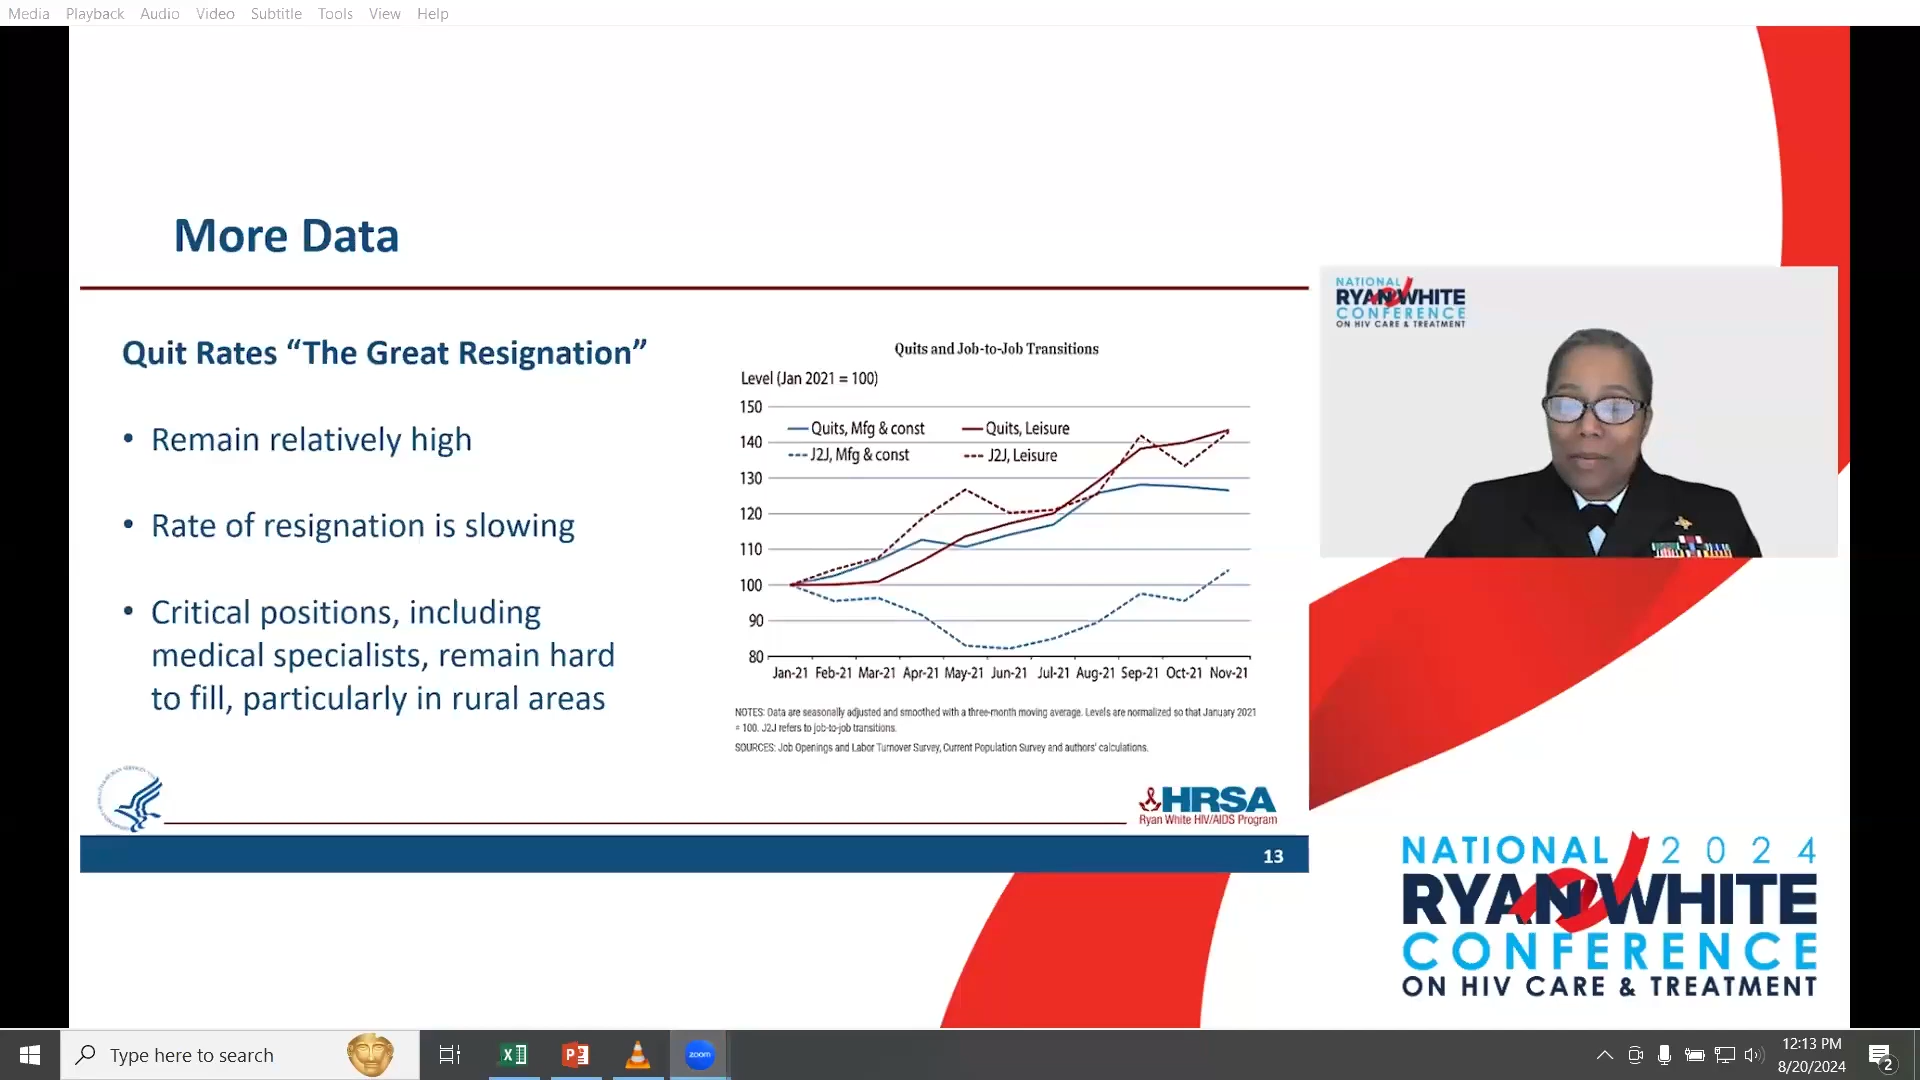 Media Playback Audio Video Subtitle Tools View Help
More Data
Quit Rates “The Great Resignation”
• Remain relatively high
• Rate of resignation is slowing
• Critical positions, including
medical specialists, remain hard
to fill, particularly in rural areas
Quits and Job-to-Job Transitions
Level (Jan 2021 = 100)
150
140
130
120
110
100
90
80
Quits, Mfg & const
Quits, Leisure
J2J, Mfg & const
J2J, Leisure
Jan-21 Feb-21 Mar-21 Apr-21 May-21 Jun-21 Jul-21 Aug-21 Sep-21 Oct-21 Nov-21
NOTES: Data are seasonally adjusted and smoothed with a three-month moving average. Levels are normalized so that January 2021
= 100. J2J refers to job-to-job transitions.
SOURCES: Job Openings and Labor Turnover Survey, Current Population Survey and authors' calculations.
HRSA
Ryan White HIV/AIDS Program
13
NATIONAL
RYAN WHITE
CONFERENCE
ON HIV CARE & TREATMENT
NATIONAL 2024
RYAN WHITE
CONFERENCE
ON HIV CARE & TREATMENT
Type here to search
zoom
12:13 PM
8/20/2024
2